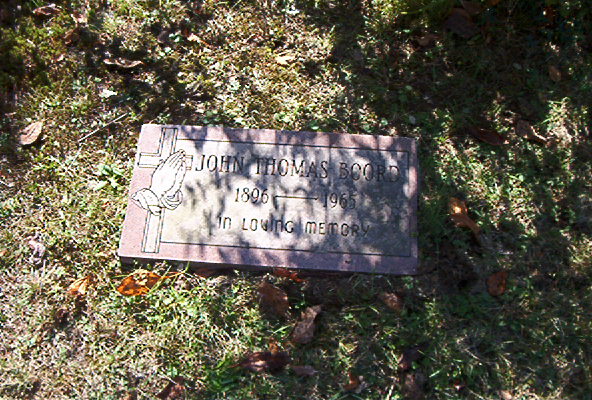 JOHN THOMAS BOORD
1896 — 1965
IN LOVING MEMORY